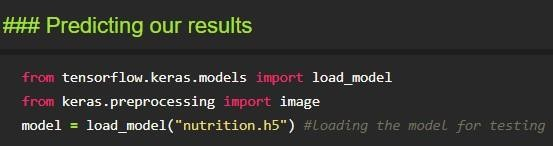 ### Predicting our results
from tensorflow.keras.models import load_model
from keras.preprocessing import image
model = load_model("nutrition.h5") #loading the model for testing